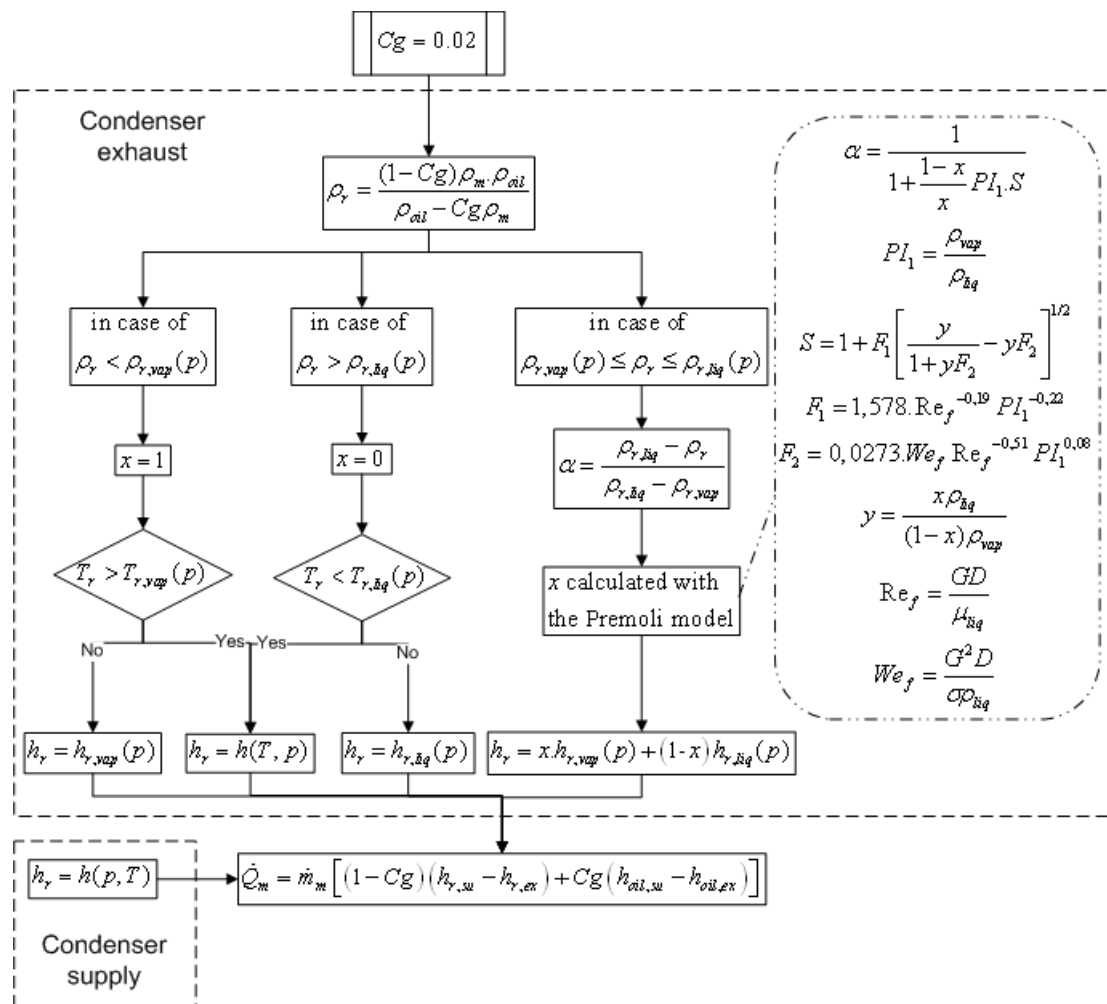 Cg = 0.02
Condenser
exhaust
ρ_r = (1−Cg)ρ_m.ρ_oil / (ρ_oil − Cgρ_m)
in case of
ρ_r < ρ_r,vap(p)
in case of
ρ_r > ρ_r,liq(p)
in case of
ρ_r,vap(p) ≤ ρ_r ≤ ρ_r,liq(p)
x = 1
x = 0
α = (ρ_r,liq − ρ_r) / (ρ_r,liq − ρ_r,vap)
T_r > T_r,vap(p)
T_r < T_r,liq(p)
x calculated with
the Premoli model
No
Yes
Yes
No
h_r = h_r,vap(p)
h_r = h(T, p)
h_r = h_r,liq(p)
h_r = x.h_r,vap(p) + (1-x)h_r,liq(p)
α = 1 / (1 + ((1−x)/x) PI_1.S)
PI_1 = ρ_vap / ρ_liq
S = 1 + F_1[y/(1 + yF_2) − yF_2]^1/2
F_1 = 1,578.Re_f^−0,19 PI_1^−0,22
F_2 = 0,0273.We_f Re_f^−0,51 PI_1^0,08
y = xρ_liq / ((1−x)ρ_vap)
Re_f = GD / μ_liq
We_f = G²D / σρ_liq
h_r = h(p,T)
Q̇_m = ṁ_m[(1−Cg)(h_r,su − h_r,ex) + Cg(h_oil,su − h_oil,ex)]
Condenser
supply